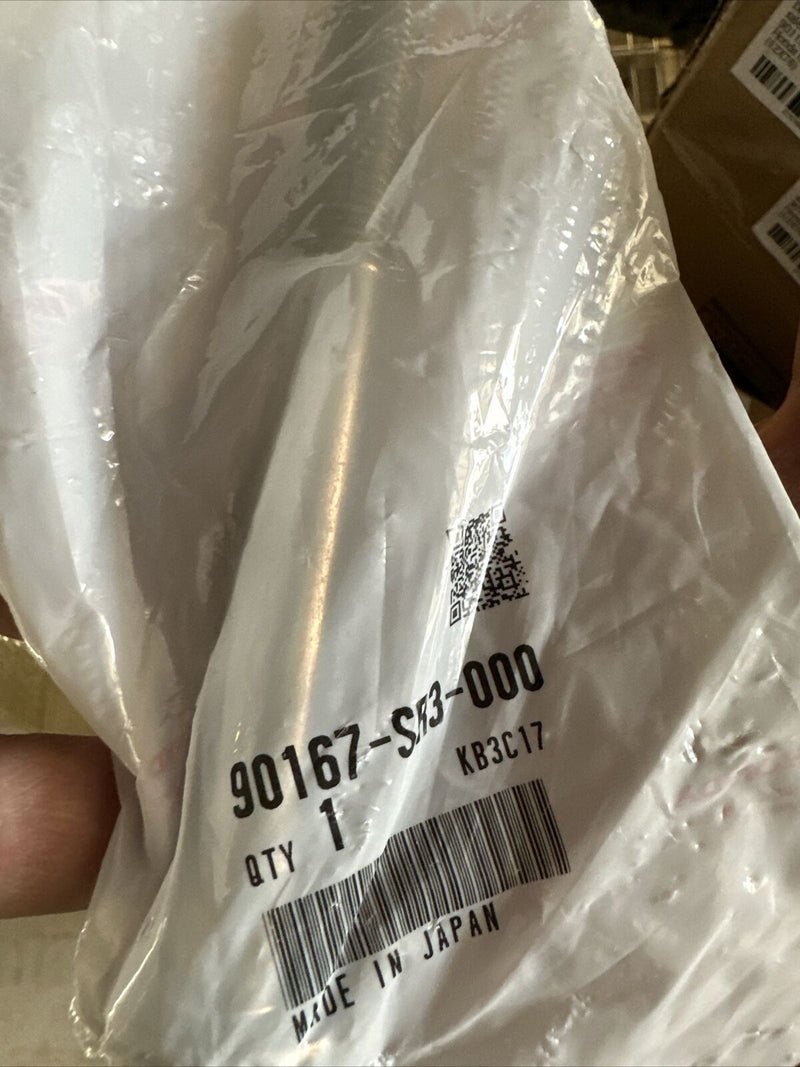 90167-SR3-000
KB3C17
QTY 1
MADE IN JAPAN